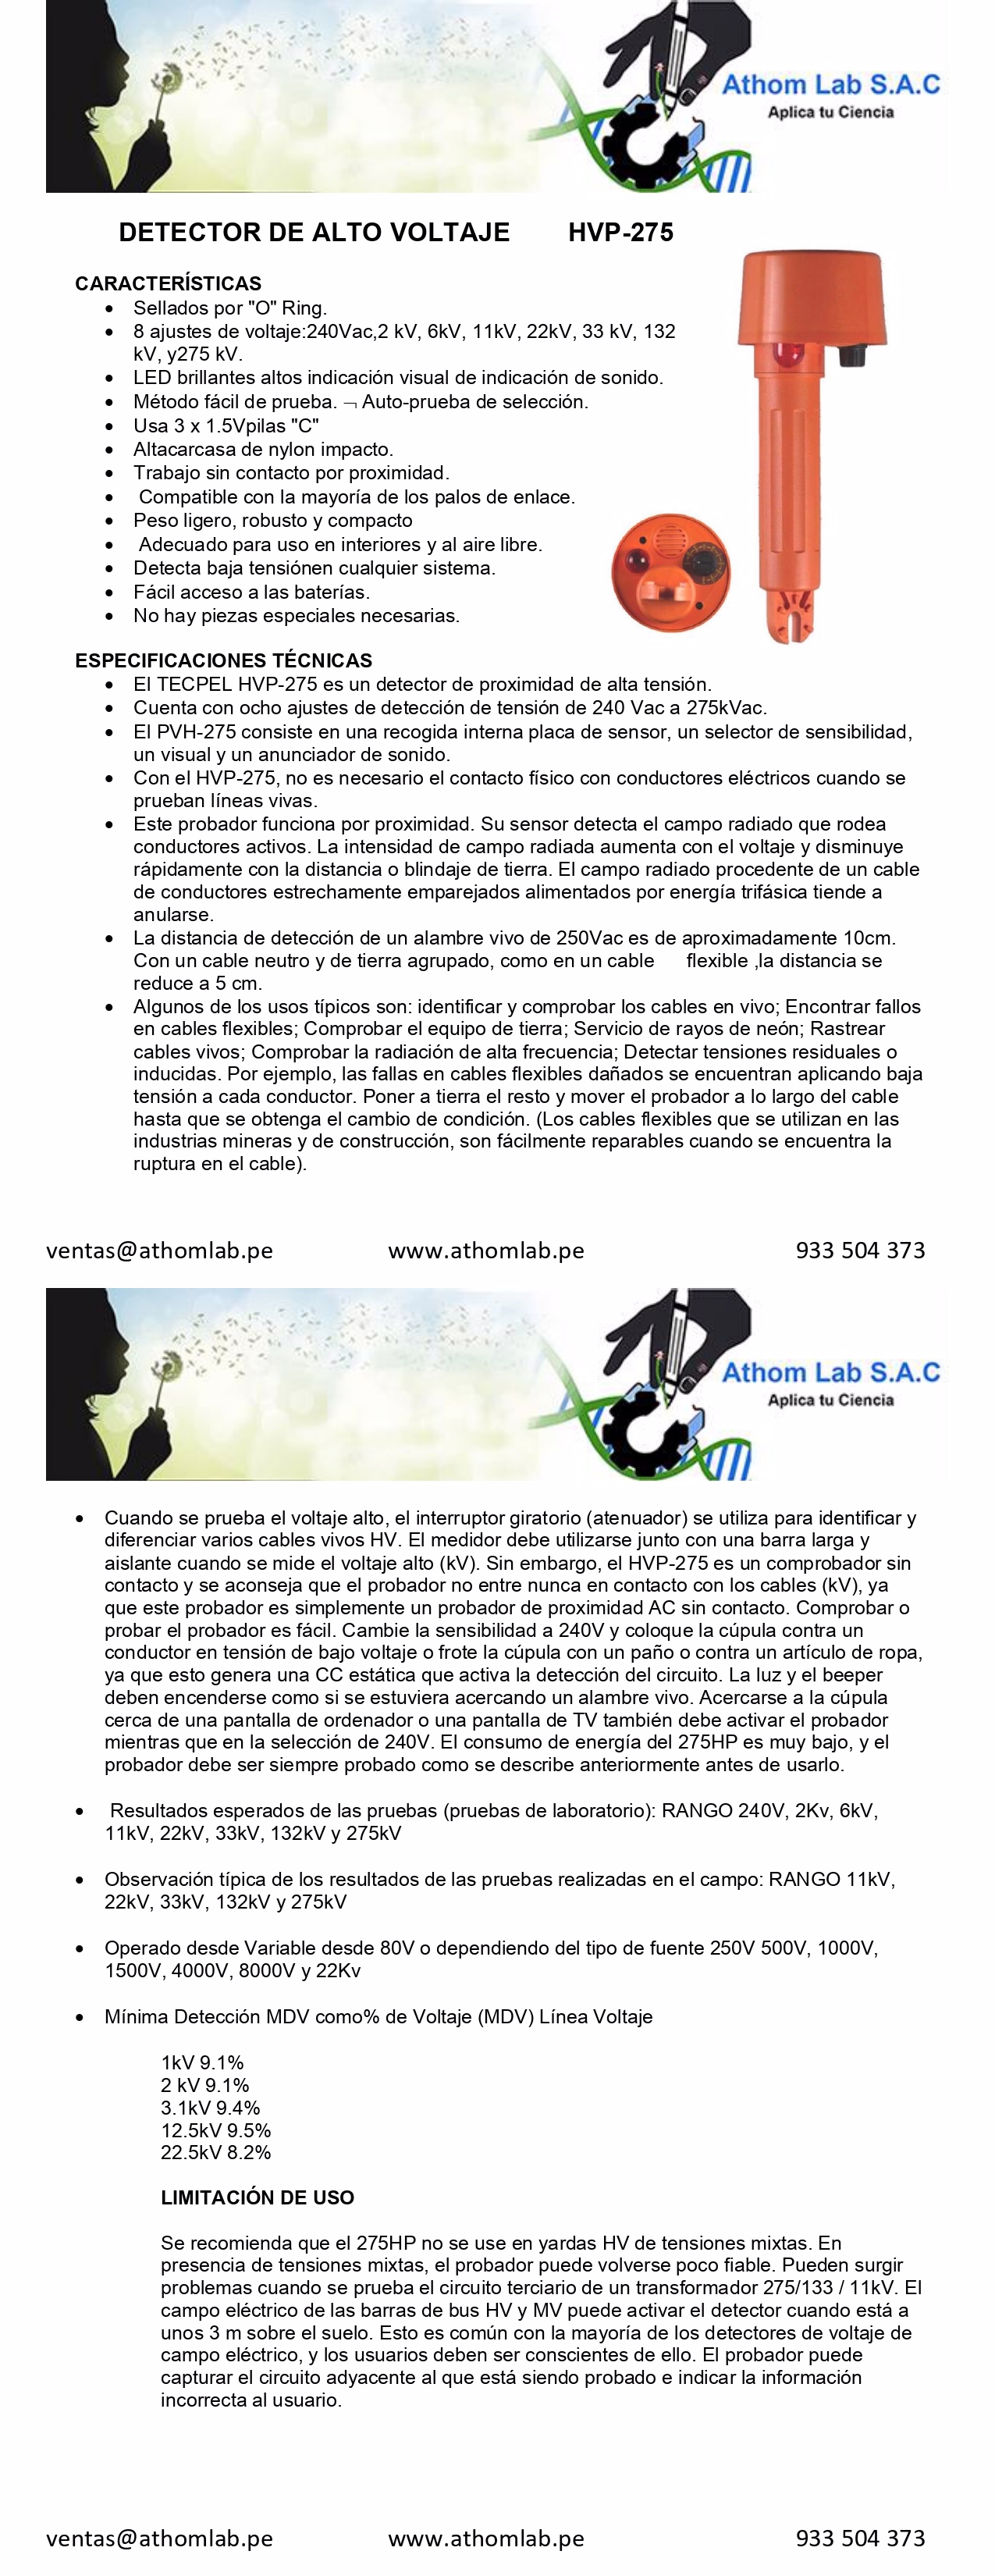 Athom Lab S.A.C
Aplica tu Ciencia
DETECTOR DE ALTO VOLTAJE HVP-275
CARACTERÍSTICAS
• Sellados por "O" Ring.
• 8 ajustes de voltaje:240Vac,2 kV, 6kV, 11kV, 22kV, 33 kV, 132
kV, y275 kV.
• LED brillantes altos indicación visual de indicación de sonido.
• Método fácil de prueba. ¬ Auto-prueba de selección.
• Usa 3 x 1.5Vpilas "C"
• Altacarcasa de nylon impacto.
• Trabajo sin contacto por proximidad.
• Compatible con la mayoría de los palos de enlace.
• Peso ligero, robusto y compacto
• Adecuado para uso en interiores y al aire libre.
• Detecta baja tensiónen cualquier sistema.
• Fácil acceso a las baterías.
• No hay piezas especiales necesarias.
ESPECIFICACIONES TÉCNICAS
• El TECPEL HVP-275 es un detector de proximidad de alta tensión.
• Cuenta con ocho ajustes de detección de tensión de 240 Vac a 275kVac.
• El PVH-275 consiste en una recogida interna placa de sensor, un selector de sensibilidad,
un visual y un anunciador de sonido.
• Con el HVP-275, no es necesario el contacto físico con conductores eléctricos cuando se
prueban líneas vivas.
• Este probador funciona por proximidad. Su sensor detecta el campo radiado que rodea
conductores activos. La intensidad de campo radiada aumenta con el voltaje y disminuye
rápidamente con la distancia o blindaje de tierra. El campo radiado procedente de un cable
de conductores estrechamente emparejados alimentados por energía trifásica tiende a
anularse.
• La distancia de detección de un alambre vivo de 250Vac es de aproximadamente 10cm.
Con un cable neutro y de tierra agrupado, como en un cable flexible ,la distancia se
reduce a 5 cm.
• Algunos de los usos típicos son: identificar y comprobar los cables en vivo; Encontrar fallos
en cables flexibles; Comprobar el equipo de tierra; Servicio de rayos de neón; Rastrear
cables vivos; Comprobar la radiación de alta frecuencia; Detectar tensiones residuales o
inducidas. Por ejemplo, las fallas en cables flexibles dañados se encuentran aplicando baja
tensión a cada conductor. Poner a tierra el resto y mover el probador a lo largo del cable
hasta que se obtenga el cambio de condición. (Los cables flexibles que se utilizan en las
industrias mineras y de construcción, son fácilmente reparables cuando se encuentra la
ruptura en el cable).
ventas@athomlab.pe www.athomlab.pe 933 504 373
Athom Lab S.A.C
Aplica tu Ciencia
• Cuando se prueba el voltaje alto, el interruptor giratorio (atenuador) se utiliza para identificar y
diferenciar varios cables vivos HV. El medidor debe utilizarse junto con una barra larga y
aislante cuando se mide el voltaje alto (kV). Sin embargo, el HVP-275 es un comprobador sin
contacto y se aconseja que el probador no entre nunca en contacto con los cables (kV), ya
que este probador es simplemente un probador de proximidad AC sin contacto. Comprobar o
probar el probador es fácil. Cambie la sensibilidad a 240V y coloque la cúpula contra un
conductor en tensión de bajo voltaje o frote la cúpula con un paño o contra un artículo de ropa,
ya que esto genera una CC estática que activa la detección del circuito. La luz y el beeper
deben encenderse como si se estuviera acercando un alambre vivo. Acercarse a la cúpula
cerca de una pantalla de ordenador o una pantalla de TV también debe activar el probador
mientras que en la selección de 240V. El consumo de energía del 275HP es muy bajo, y el
probador debe ser siempre probado como se describe anteriormente antes de usarlo.
• Resultados esperados de las pruebas (pruebas de laboratorio): RANGO 240V, 2Kv, 6kV,
11kV, 22kV, 33kV, 132kV y 275kV
• Observación típica de los resultados de las pruebas realizadas en el campo: RANGO 11kV,
22kV, 33kV, 132kV y 275kV
• Operado desde Variable desde 80V o dependiendo del tipo de fuente 250V 500V, 1000V,
1500V, 4000V, 8000V y 22Kv
• Mínima Detección MDV como% de Voltaje (MDV) Línea Voltaje
1kV 9.1%
2 kV 9.1%
3.1kV 9.4%
12.5kV 9.5%
22.5kV 8.2%
LIMITACIÓN DE USO
Se recomienda que el 275HP no se use en yardas HV de tensiones mixtas. En
presencia de tensiones mixtas, el probador puede volverse poco fiable. Pueden surgir
problemas cuando se prueba el circuito terciario de un transformador 275/133 / 11kV. El
campo eléctrico de las barras de bus HV y MV puede activar el detector cuando está a
unos 3 m sobre el suelo. Esto es común con la mayoría de los detectores de voltaje de
campo eléctrico, y los usuarios deben ser conscientes de ello. El probador puede
capturar el circuito adyacente al que está siendo probado e indicar la información
incorrecta al usuario.
ventas@athomlab.pe www.athomlab.pe 933 504 373